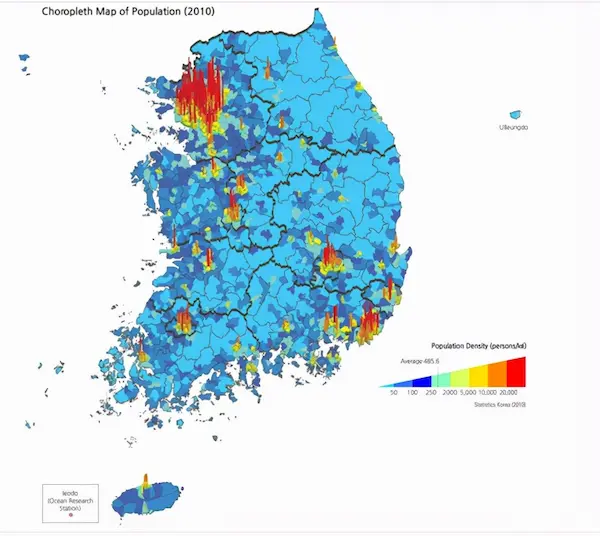 Choropleth Map of Population (2010)
Ulleungdo
Population Density (persons/㎢)
Average-485.6
50 100 250 2000 5,000 10,000 20,000
Statistics Korea (2010)
Ieodo
(Ocean Research
Station)